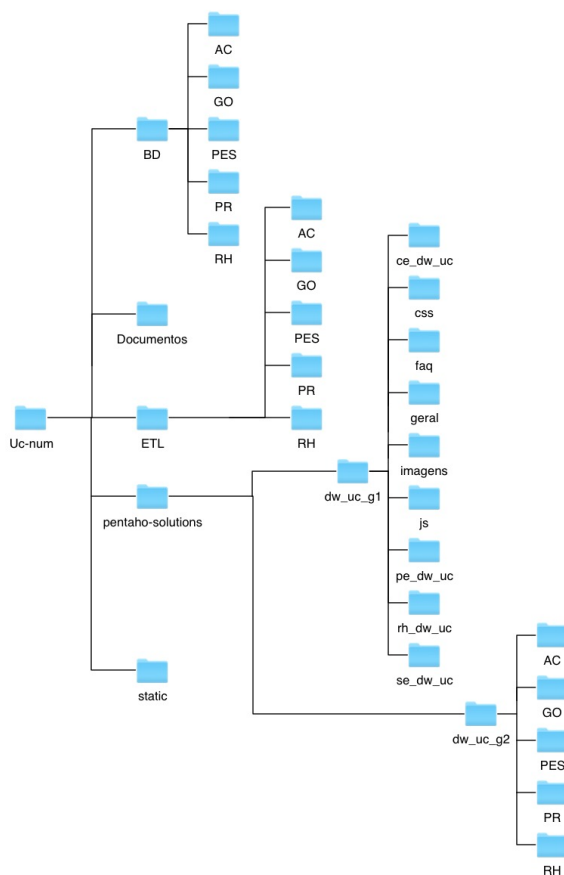 AC
GO
BD
PES
PR
RH
AC
GO
PES
PR
RH
ce_dw_uc
css
faq
geral
imagens
js
pe_dw_uc
rh_dw_uc
se_dw_uc
Documentos
Uc-num
ETL
dw_uc_g1
pentaho-solutions
static
dw_uc_g2
AC
GO
PES
PR
RH